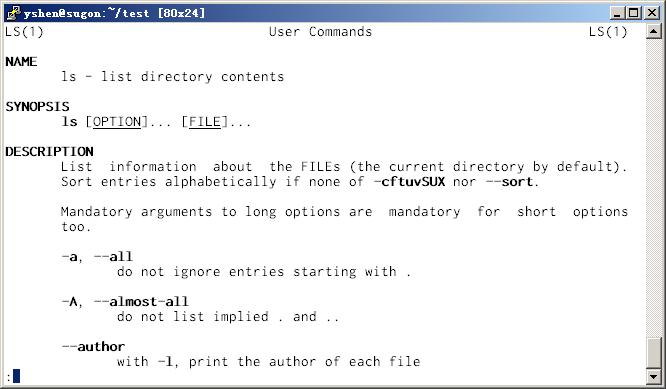 yshen@sugon:~/test [80x24]
LS(1) User Commands LS(1)
NAME
ls - list directory contents
SYNOPSIS
ls [OPTION]... [FILE]...
DESCRIPTION
List information about the FILEs (the current directory by default).
Sort entries alphabetically if none of -cftuvSUX nor --sort.
Mandatory arguments to long options are mandatory for short options
too.
-a, --all
do not ignore entries starting with .
-A, --almost-all
do not list implied . and ..
--author
with -l, print the author of each file
: